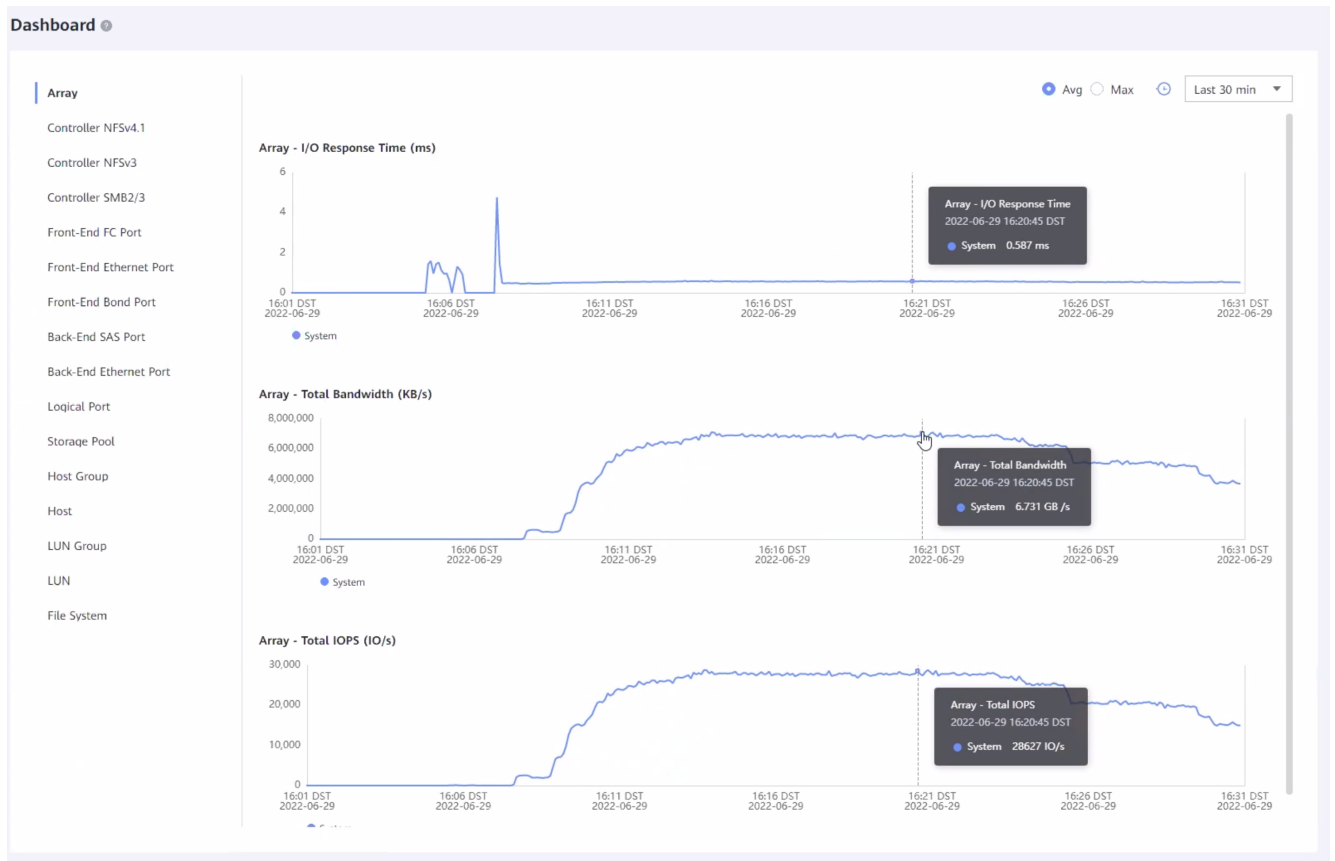 Dashboard ?
Array
Controller NFSv4.1
Controller NFSv3
Controller SMB2/3
Front-End FC Port
Front-End Ethernet Port
Front-End Bond Port
Back-End SAS Port
Back-End Ethernet Port
Logical Port
Storage Pool
Host Group
Host
LUN Group
LUN
File System
Avg Max Last 30 min
Array - I/O Response Time (ms)
6
4
2
0
Array - I/O Response Time
2022-06-29 16:20:45 DST
System 0.587 ms
16:01 DST 16:06 DST 16:11 DST 16:16 DST 16:21 DST 16:26 DST 16:31 DST
2022-06-29 2022-06-29 2022-06-29 2022-06-29 2022-06-29 2022-06-29 2022-06-29
System
Array - Total Bandwidth (KB/s)
8,000,000
6,000,000
4,000,000
2,000,000
0
Array - Total Bandwidth
2022-06-29 16:20:45 DST
System 6.731 GB /s
16:01 DST 16:06 DST 16:11 DST 16:16 DST 16:21 DST 16:26 DST 16:31 DST
2022-06-29 2022-06-29 2022-06-29 2022-06-29 2022-06-29 2022-06-29 2022-06-29
System
Array - Total IOPS (IO/s)
30,000
20,000
10,000
0
Array - Total IOPS
2022-06-29 16:20:45 DST
System 28627 IO/s
16:01 DST 16:06 DST 16:11 DST 16:16 DST 16:21 DST 16:26 DST 16:31 DST
2022-06-29 2022-06-29 2022-06-29 2022-06-29 2022-06-29 2022-06-29 2022-06-29